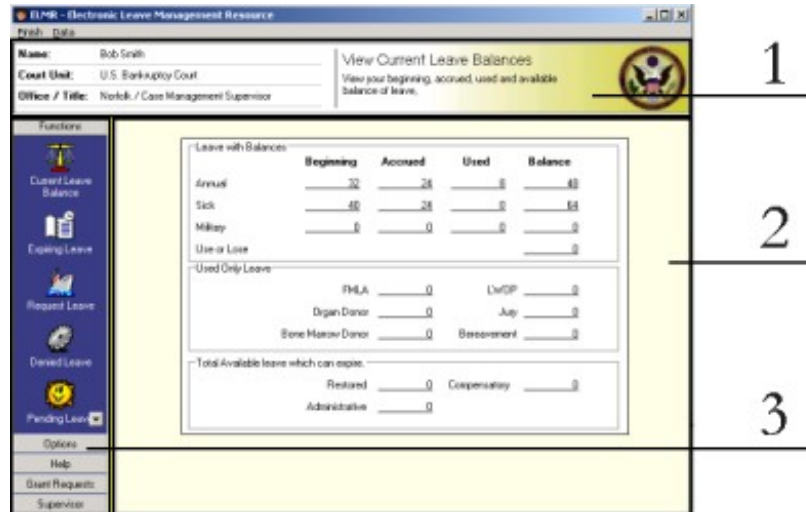 ELMR - Electronic Leave Management Resource
Finish Data
Name: Bob Smith
Court Unit: U.S. Bankruptcy Court
Office / Title: Norfolk / Case Management Supervisor
View Current Leave Balances
View your beginning, accrued, used and available
balance of leave.
1
Functions
Current Leave
Balance
Expiring Leave
Request Leave
Denied Leave
Pending Leave
Options
Help
Grant Requests
Supervisor
Leave with Balances
Beginning Accrued Used Balance
Annual 32 24 8 48
Sick 40 24 0 64
Military 0 0 0 0
Use or Lose 0
Used Only Leave
FMLA 0 LWOP 0
Organ Donor 0 Jury 0
Bone Marrow Donor 0 Bereavement 0
Total Available leave which can expire.
Restored 0 Compensatory 0
Administrative 0
2
3